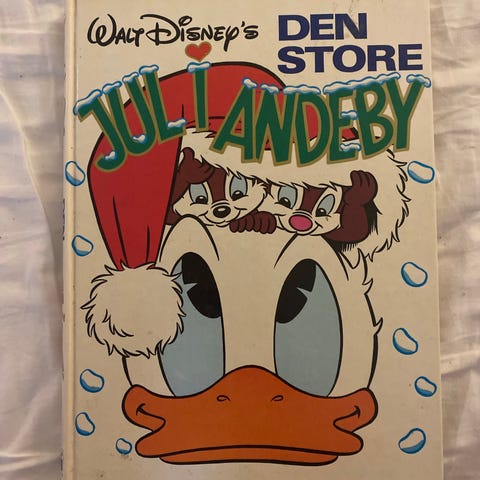 WALT DISNEY'S DEN
STORE
JUL I ANDEBY